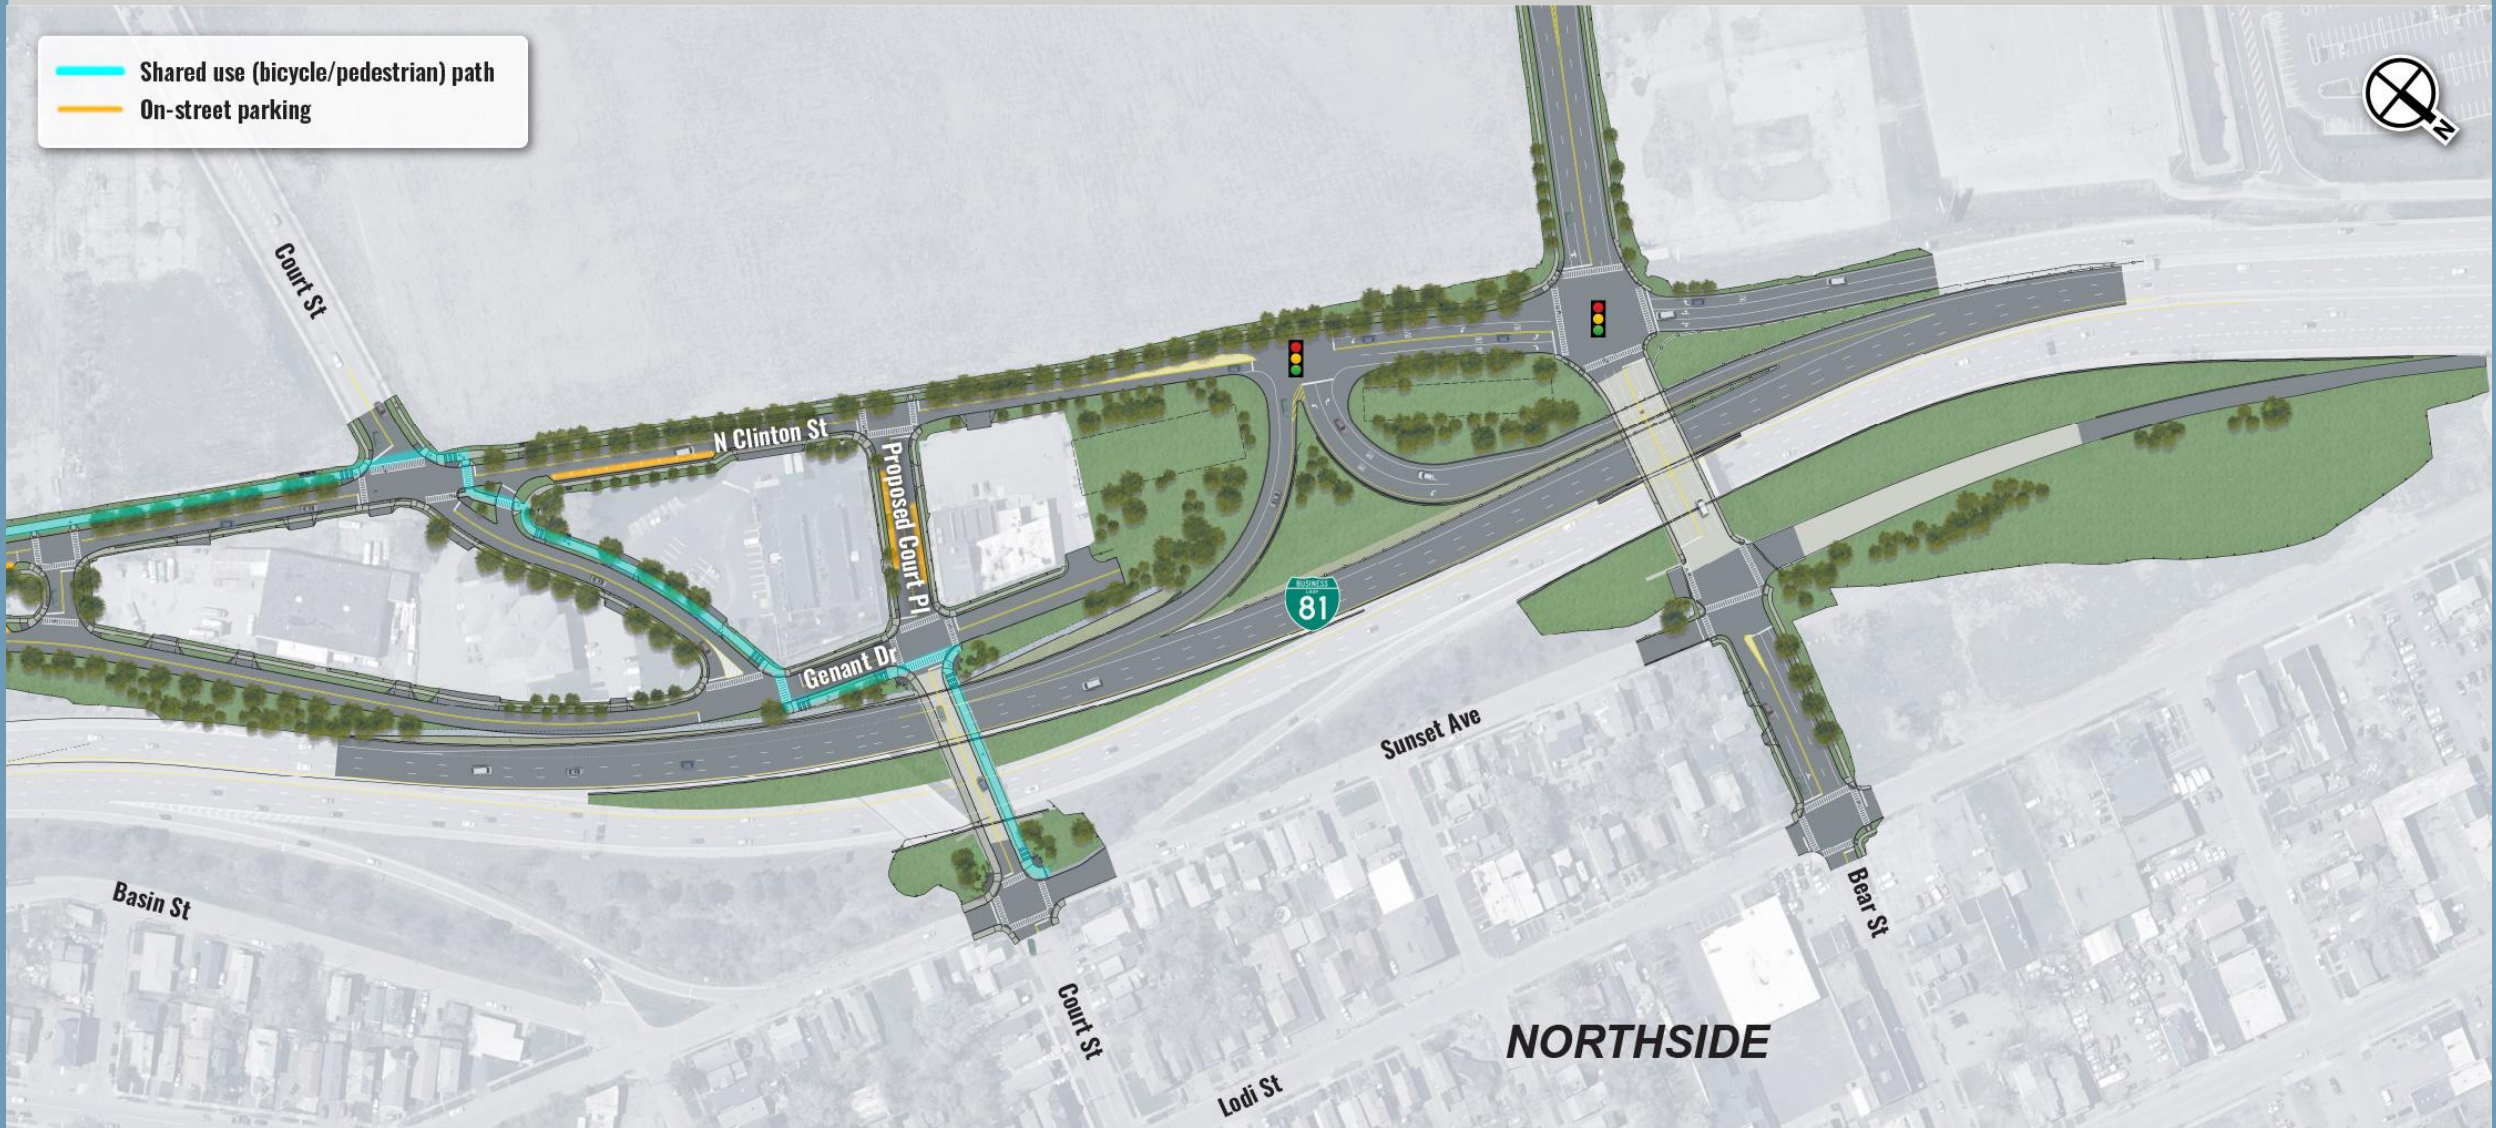 Shared use (bicycle/pedestrian) path
On-street parking
N
Court St
N Clinton St
Proposed Court Pl
Genant Dr
BUSINESS
LOOP
81
Sunset Ave
Basin St
Bear St
Court St
NORTHSIDE
Lodi St